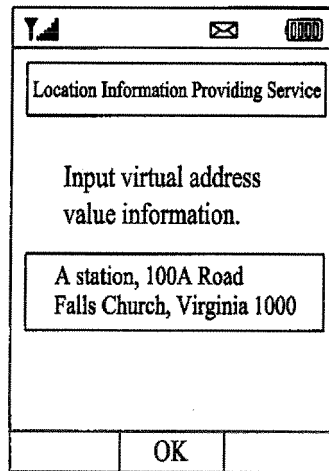 Location Information Providing Service
Input virtual address
value information.
A station, 100A Road
Falls Church, Virginia 1000
OK